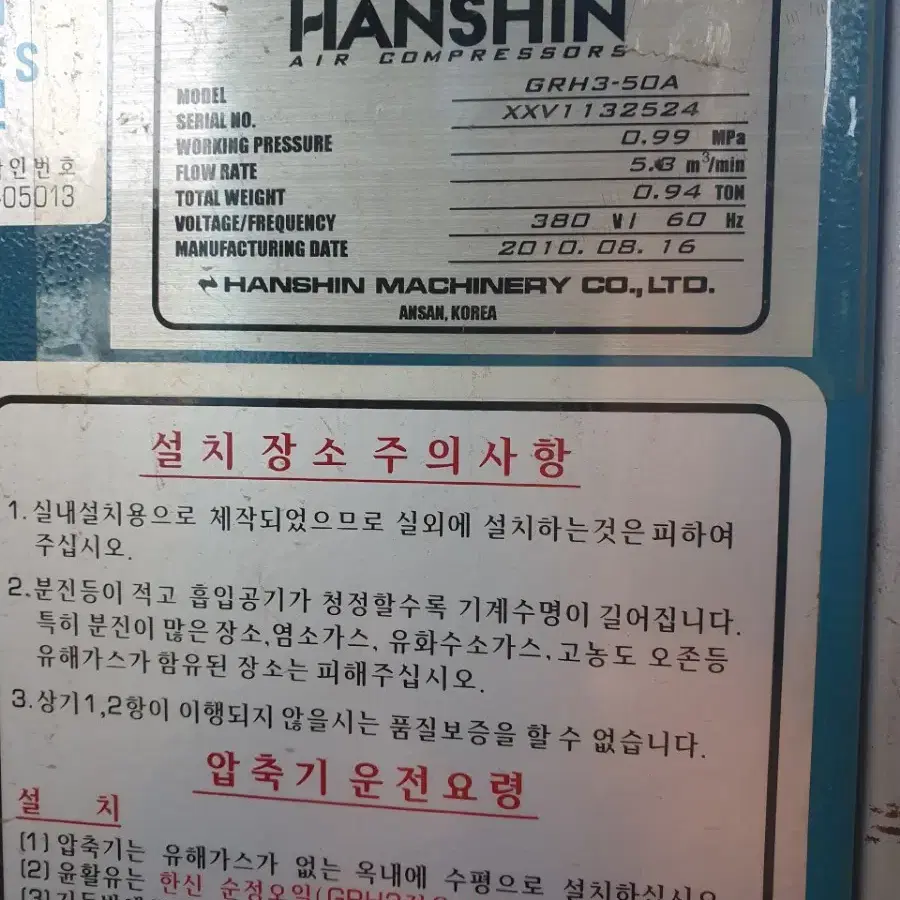 HANSHIN
AIR COMPRESSORS
MODEL GRH3-50A
SERIAL NO. XXV1132524
WORKING PRESSURE 0.99 MPa
FLOW RATE m³/min
TOTAL WEIGHT 0.94 TON
VOLTAGE/FREQUENCY 380 V/ 60 Hz
MANUFACTURING DATE 2010. 08. 16
HANSHIN MACHINERY CO., LTD.
ANSAN, KOREA
S
인번호
05013
설치장소주의사항
1. 실내설치용으로 제작되었으므로 실외에 설치하는것은 피하여
주십시오.
2. 분진등이 적고 흡입공기가 청정할수록 기계수명이 길어집니다.
특히 분진이 많은 장소, 염소가스, 유화수소가스, 고농도 오존등
유해가스가 함유된 장소는 피해주십시오.
3. 상기1,2항이 이행되지 않을시는 품질보증을 할 수 없습니다.
압축기운전요령
설 치
(1) 압축기는 유해가스가 없는 옥내에 수평으로 설치하십시오
(2) 윤활유는 한신 순정오일(GRH3